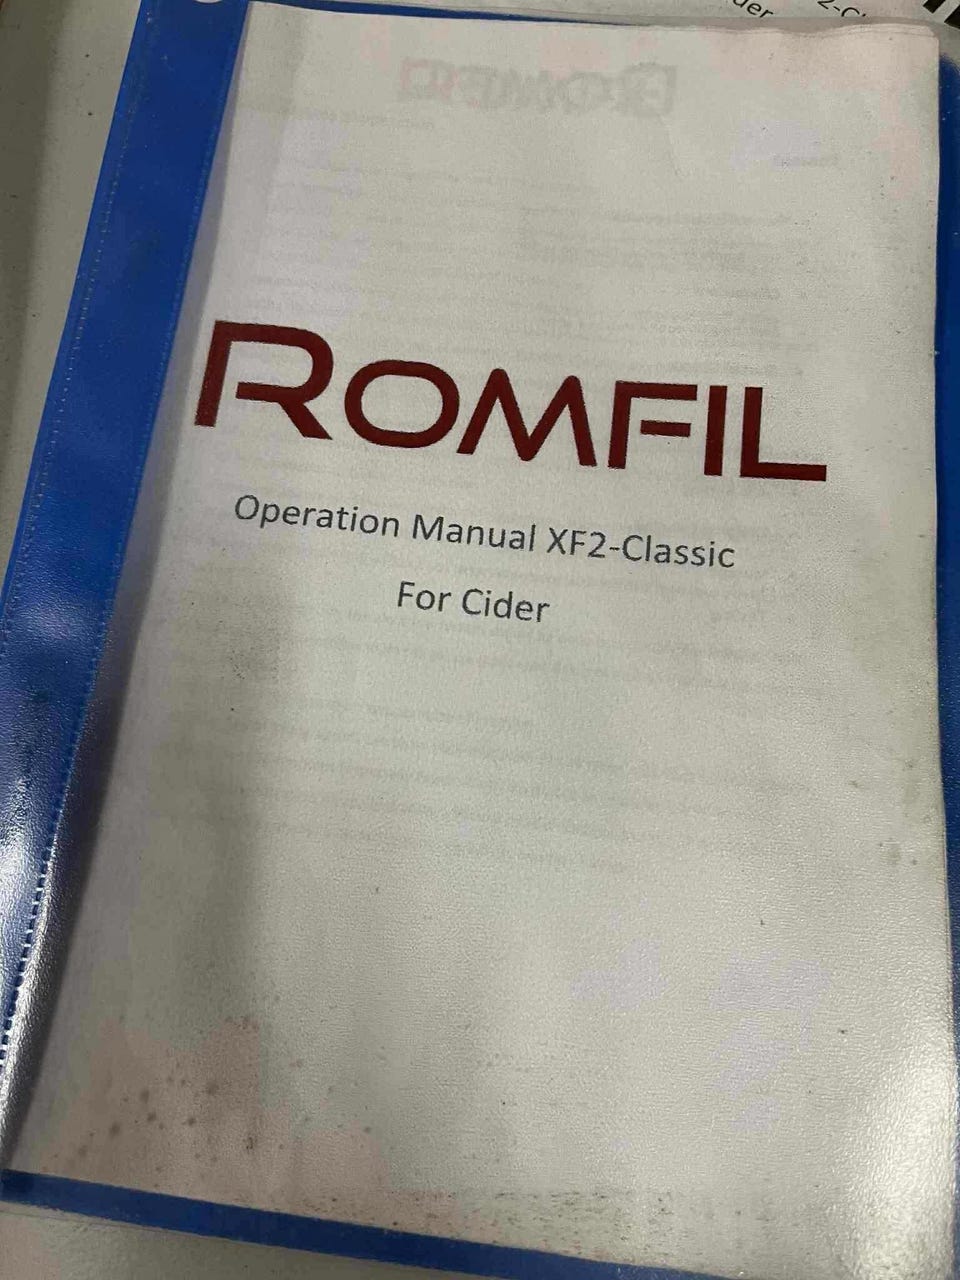 ROMFIL
Operation Manual XF2-Classic
For Cider